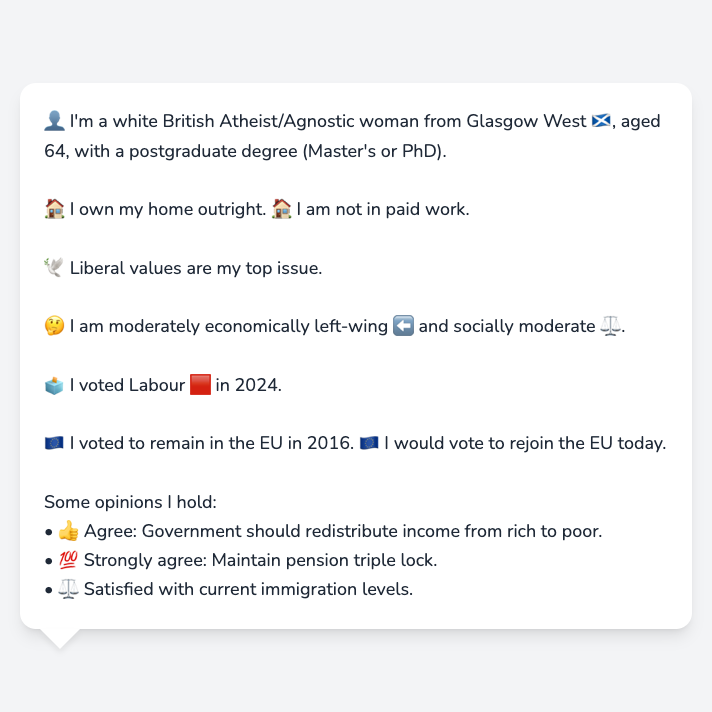 👤 I'm a white British Atheist/Agnostic woman from Glasgow West 🏴󠁧󠁢󠁳󠁣󠁴󠁿, aged
64, with a postgraduate degree (Master's or PhD).
🏠 I own my home outright. 🏠 I am not in paid work.
🕊️ Liberal values are my top issue.
🤔 I am moderately economically left-wing ⬅️ and socially moderate ⚖️.
🗳️ I voted Labour 🟥 in 2024.
🇪🇺 I voted to remain in the EU in 2016. 🇪🇺 I would vote to rejoin the EU today.
Some opinions I hold:
• 👍 Agree: Government should redistribute income from rich to poor.
• 💯 Strongly agree: Maintain pension triple lock.
• ⚖️ Satisfied with current immigration levels.